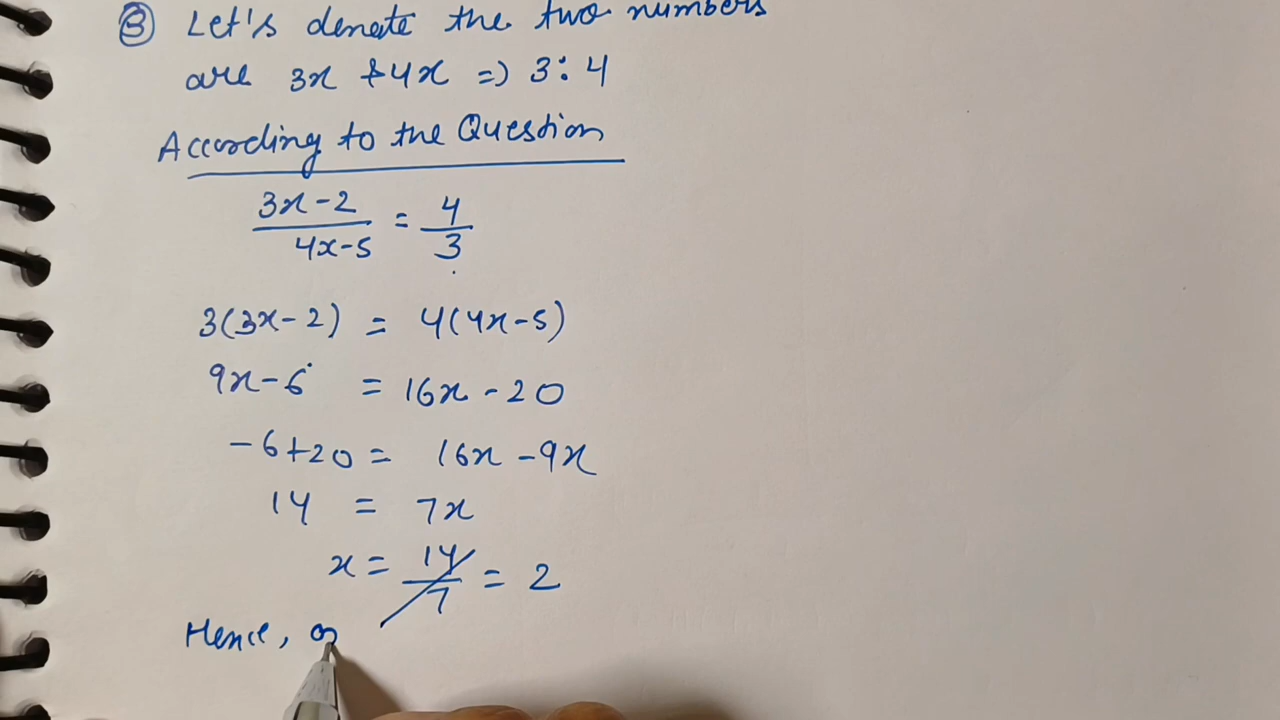 ③ Let's denote the two numbers
are 3x & 4x => 3:4
According to the Question
3x-2 / 4x-5 = 4/3
3(3x-2) = 4(4x-5)
9x-6 = 16x-20
-6+20 = 16x-9x
14 = 7x
x = 14/7 = 2
Hence,